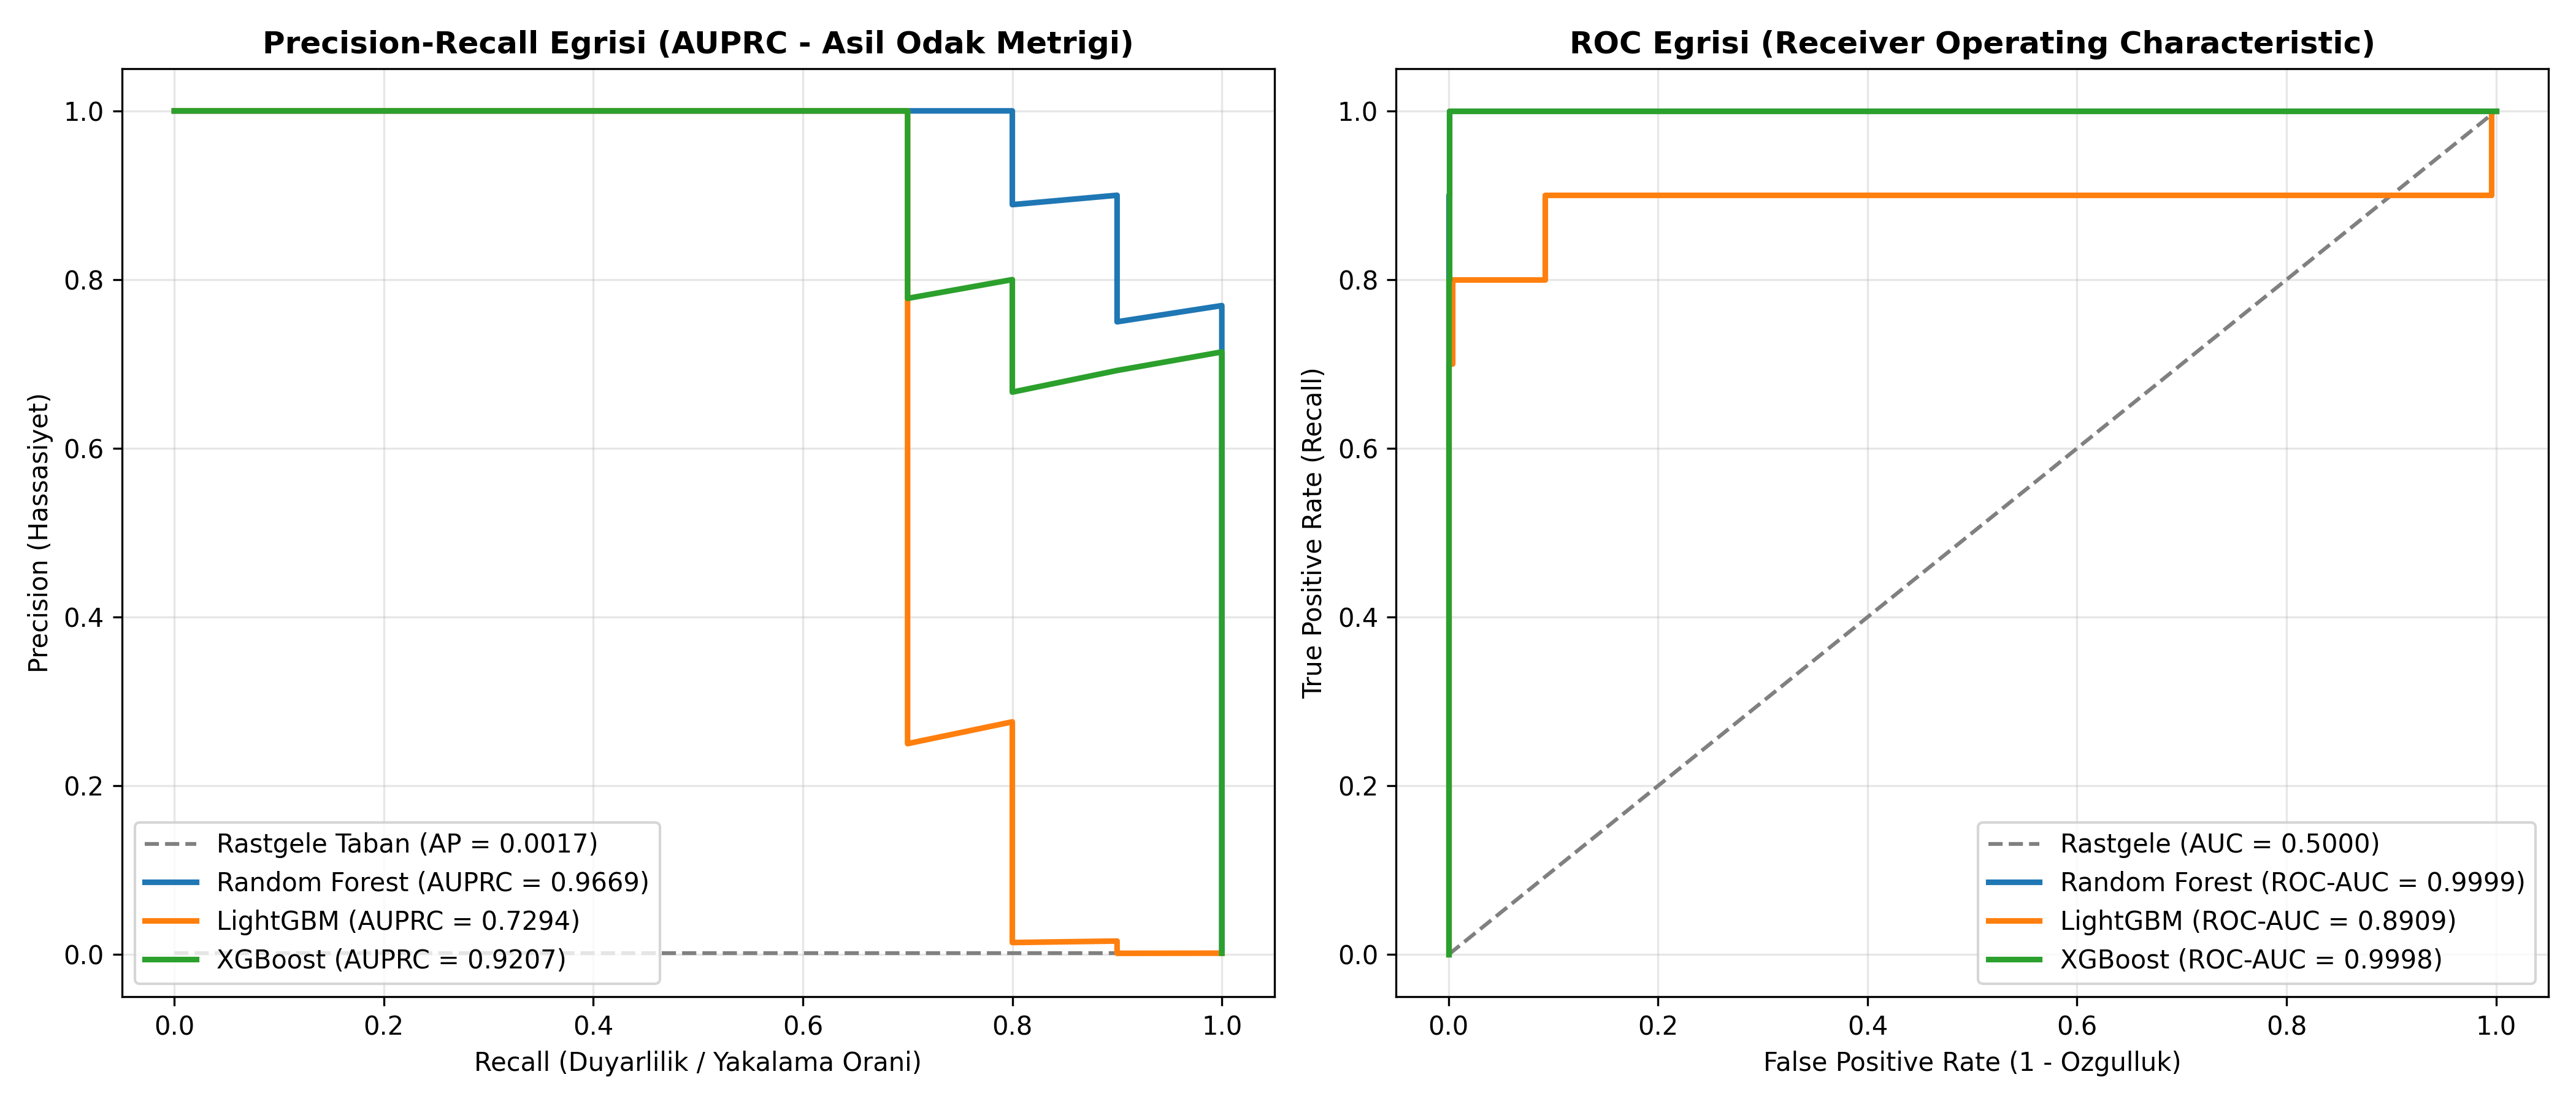 Precision-Recall Egrisi (AUPRC - Asil Odak Metrigi)
Precision (Hassasiyet)
1.0
0.8
0.6
0.4
0.2
0.0
Rastgele Taban (AP = 0.0017)
Random Forest (AUPRC = 0.9669)
LightGBM (AUPRC = 0.7294)
XGBoost (AUPRC = 0.9207)
0.0 0.2 0.4 0.6 0.8 1.0
Recall (Duyarlilik / Yakalama Orani)
ROC Egrisi (Receiver Operating Characteristic)
True Positive Rate (Recall)
1.0
0.8
0.6
0.4
0.2
0.0
Rastgele (AUC = 0.5000)
Random Forest (ROC-AUC = 0.9999)
LightGBM (ROC-AUC = 0.8909)
XGBoost (ROC-AUC = 0.9998)
0.0 0.2 0.4 0.6 0.8 1.0
False Positive Rate (1 - Ozgulluk)